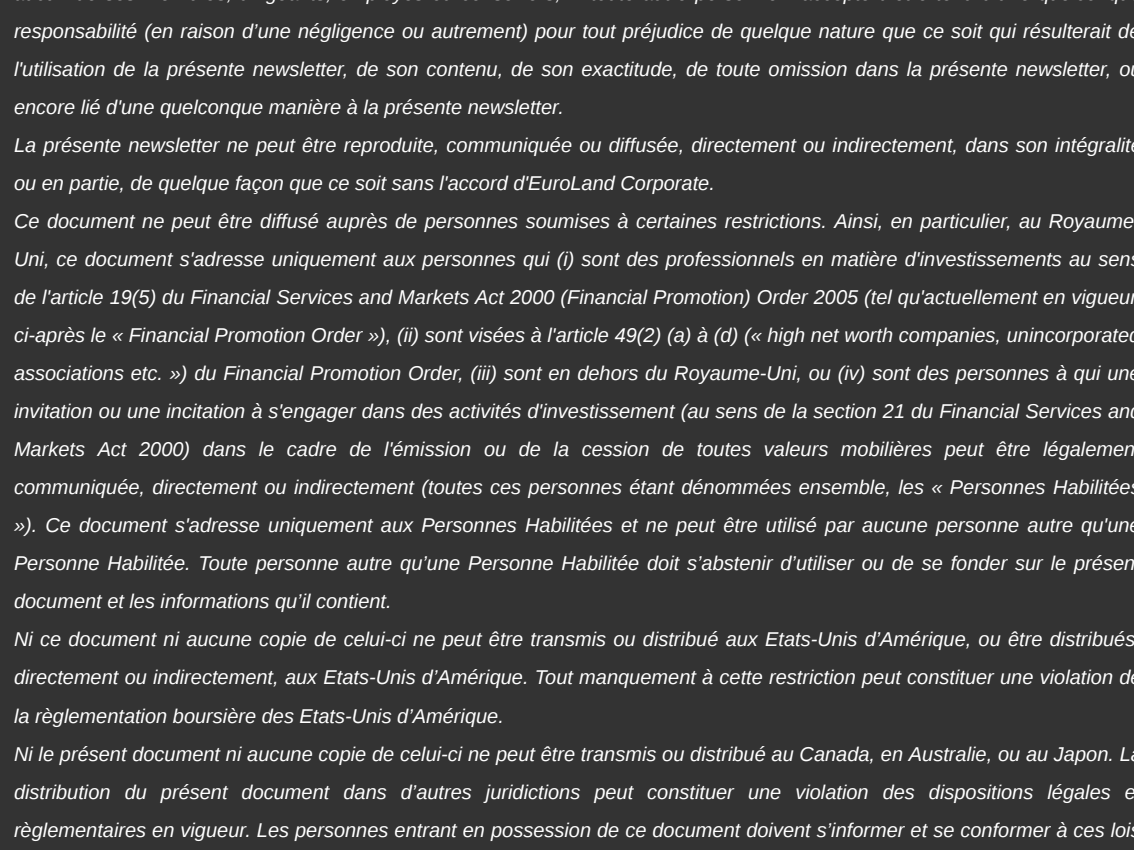 responsabilité (en raison d’une négligence ou autrement) pour tout préjudice de quelque nature que ce soit qui résulterait de
l'utilisation de la présente newsletter, de son contenu, de son exactitude, de toute omission dans la présente newsletter, ou
encore lié d'une quelconque manière à la présente newsletter.
La présente newsletter ne peut être reproduite, communiquée ou diffusée, directement ou indirectement, dans son intégralité
ou en partie, de quelque façon que ce soit sans l'accord d'EuroLand Corporate.
Ce document ne peut être diffusé auprès de personnes soumises à certaines restrictions. Ainsi, en particulier, au Royaume-
Uni, ce document s'adresse uniquement aux personnes qui (i) sont des professionnels en matière d'investissements au sens
de l'article 19(5) du Financial Services and Markets Act 2000 (Financial Promotion) Order 2005 (tel qu'actuellement en vigueur
ci-après le « Financial Promotion Order »), (ii) sont visées à l'article 49(2) (a) à (d) (« high net worth companies, unincorporated
associations etc. ») du Financial Promotion Order, (iii) sont en dehors du Royaume-Uni, ou (iv) sont des personnes à qui une
invitation ou une incitation à s'engager dans des activités d'investissement (au sens de la section 21 du Financial Services and
Markets Act 2000) dans le cadre de l'émission ou de la cession de toutes valeurs mobilières peut être légalemen
communiquée, directement ou indirectement (toutes ces personnes étant dénommées ensemble, les « Personnes Habilitées
»). Ce document s'adresse uniquement aux Personnes Habilitées et ne peut être utilisé par aucune personne autre qu'une
Personne Habilitée. Toute personne autre qu’une Personne Habilitée doit s’abstenir d’utiliser ou de se fonder sur le présen
document et les informations qu’il contient.
Ni ce document ni aucune copie de celui-ci ne peut être transmis ou distribué aux Etats-Unis d’Amérique, ou être distribués,
directement ou indirectement, aux Etats-Unis d’Amérique. Tout manquement à cette restriction peut constituer une violation de
la règlementation boursière des Etats-Unis d’Amérique.
Ni le présent document ni aucune copie de celui-ci ne peut être transmis ou distribué au Canada, en Australie, ou au Japon. La
distribution du présent document dans d’autres juridictions peut constituer une violation des dispositions légales e
règlementaires en vigueur. Les personnes entrant en possession de ce document doivent s’informer et se conformer à ces lois